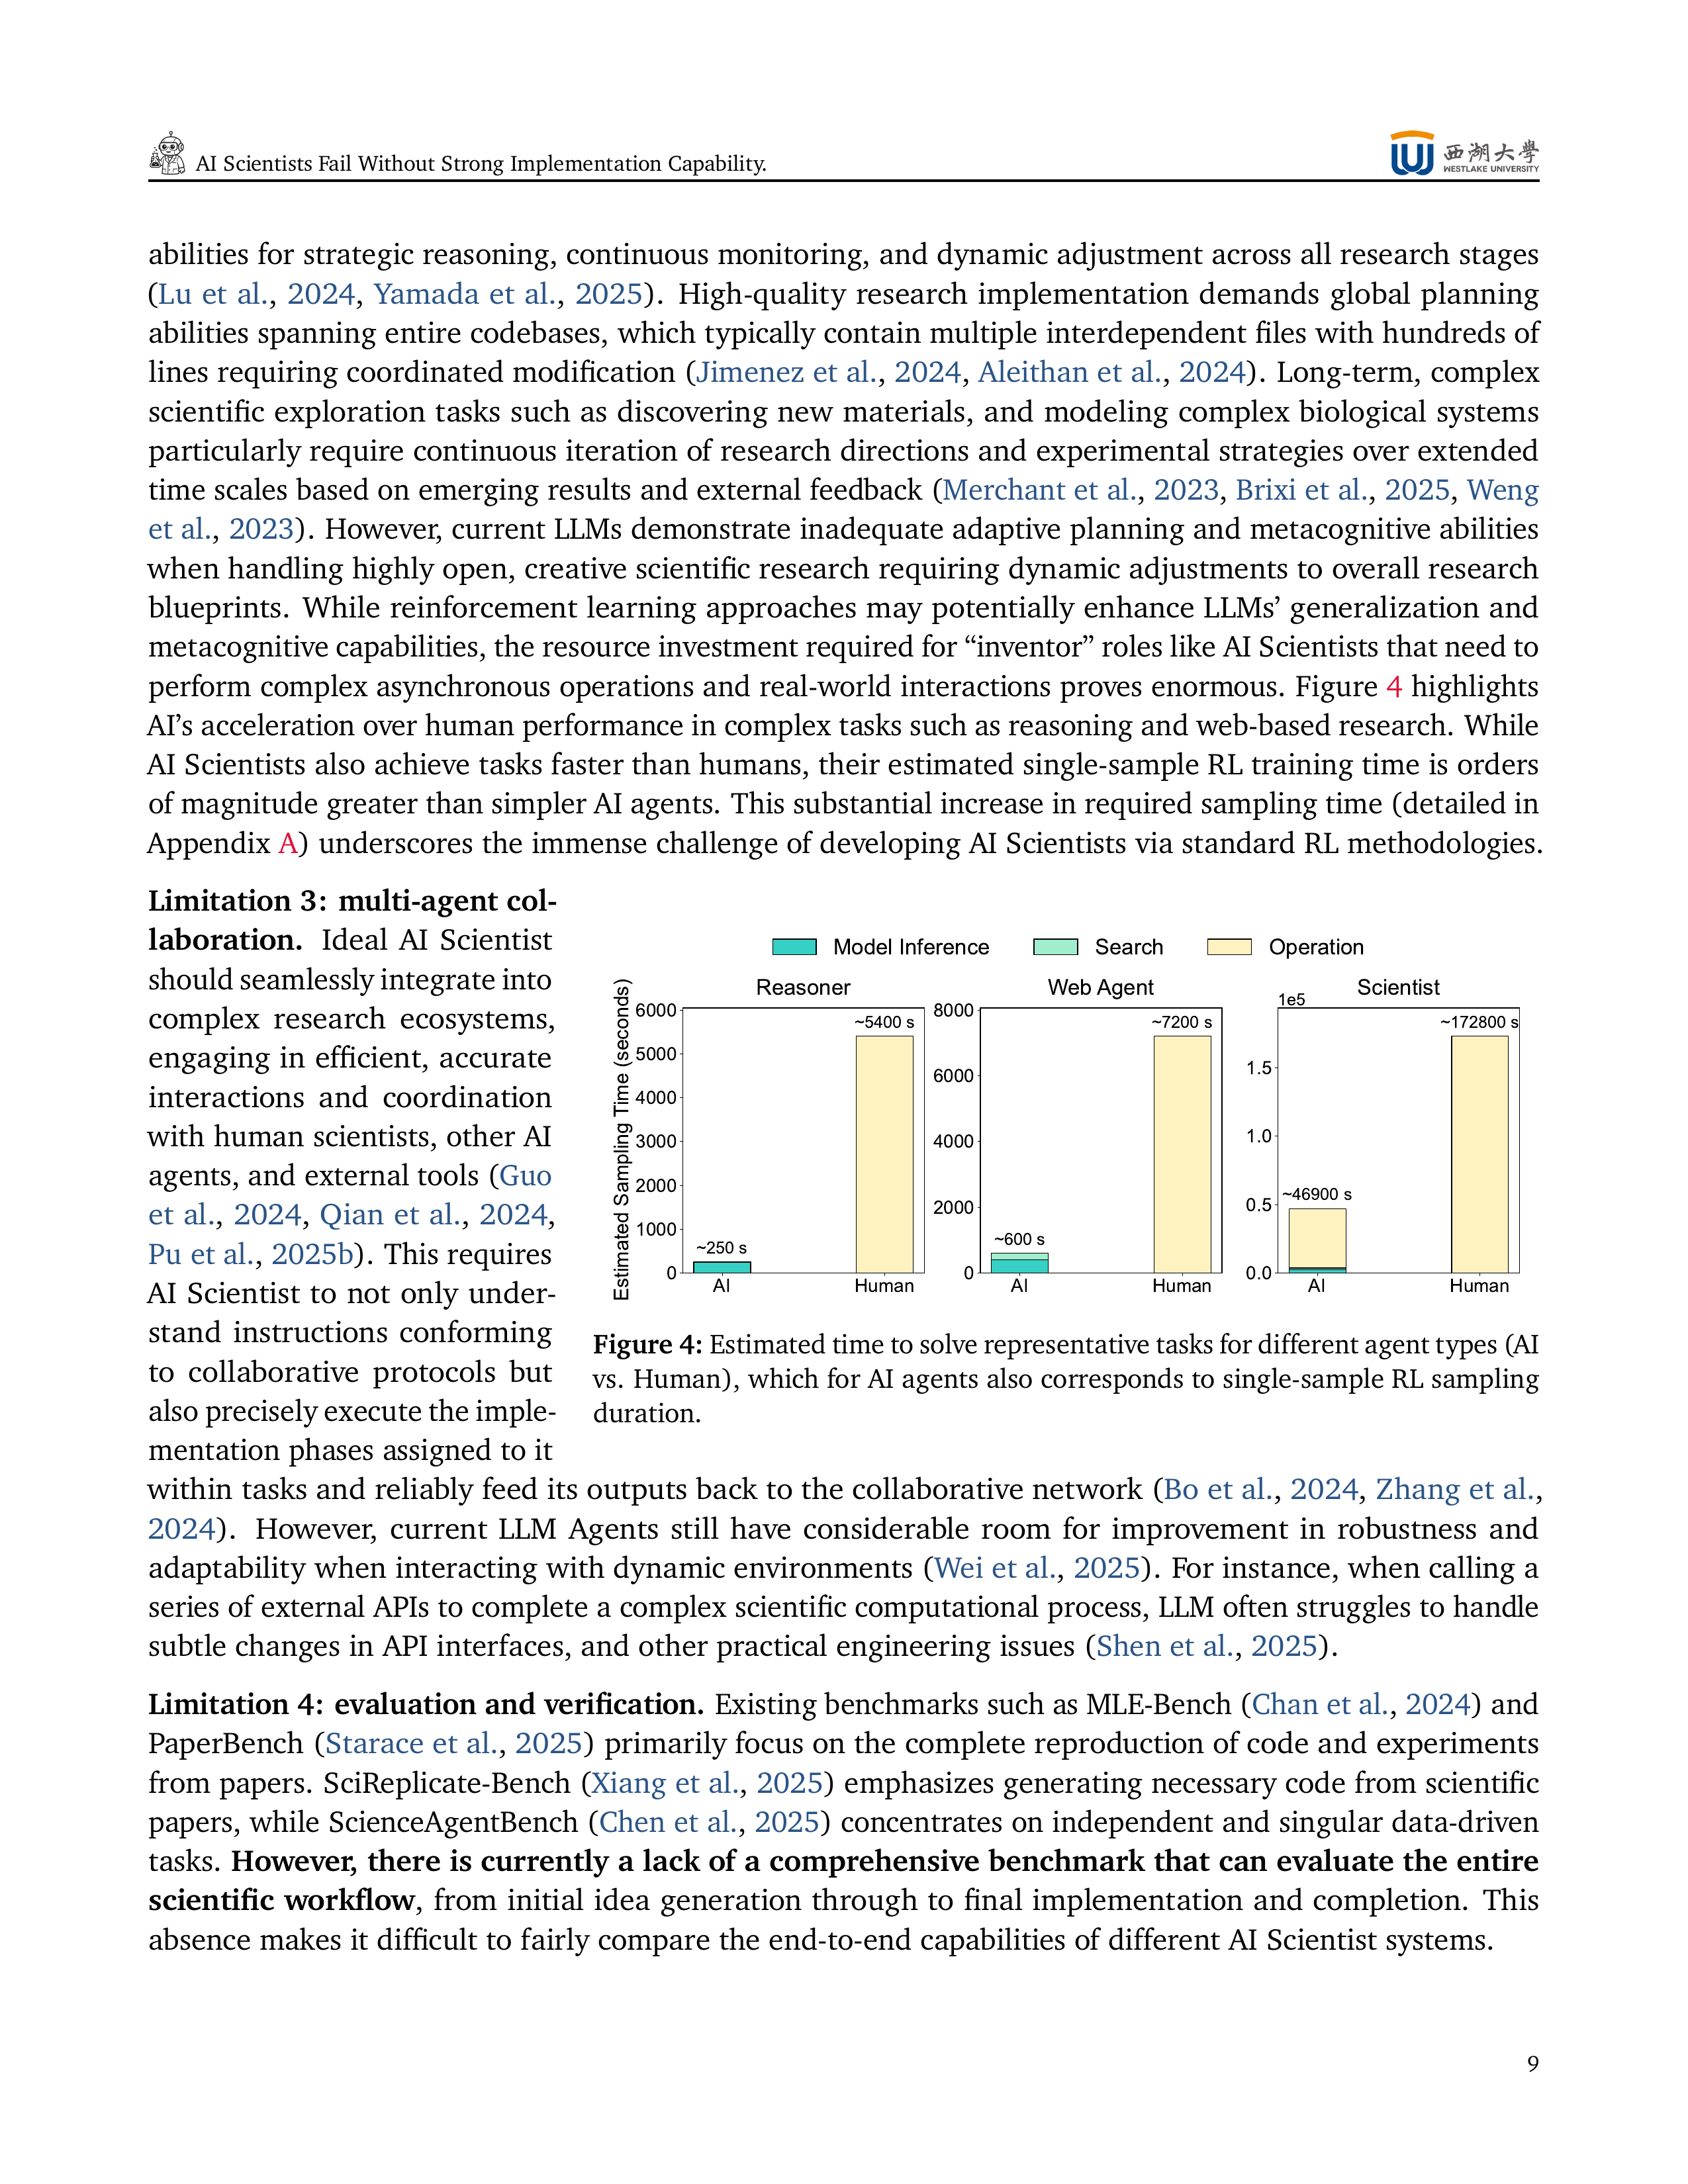 AI Scientists Fail Without Strong Implementation Capability.
西湖大學
WESTLAKE UNIVERSITY
abilities for strategic reasoning, continuous monitoring, and dynamic adjustment across all research stages
(Lu et al., 2024, Yamada et al., 2025). High-quality research implementation demands global planning
abilities spanning entire codebases, which typically contain multiple interdependent files with hundreds of
lines requiring coordinated modification (Jimenez et al., 2024, Aleithan et al., 2024). Long-term, complex
scientific exploration tasks such as discovering new materials, and modeling complex biological systems
particularly require continuous iteration of research directions and experimental strategies over extended
time scales based on emerging results and external feedback (Merchant et al., 2023, Brixi et al., 2025, Weng
et al., 2023). However, current LLMs demonstrate inadequate adaptive planning and metacognitive abilities
when handling highly open, creative scientific research requiring dynamic adjustments to overall research
blueprints. While reinforcement learning approaches may potentially enhance LLMs’ generalization and
metacognitive capabilities, the resource investment required for “inventor” roles like AI Scientists that need to
perform complex asynchronous operations and real-world interactions proves enormous. Figure 4 highlights
AI’s acceleration over human performance in complex tasks such as reasoning and web-based research. While
AI Scientists also achieve tasks faster than humans, their estimated single-sample RL training time is orders
of magnitude greater than simpler AI agents. This substantial increase in required sampling time (detailed in
Appendix A) underscores the immense challenge of developing AI Scientists via standard RL methodologies.
Limitation 3: multi-agent col-
laboration. Ideal AI Scientist
should seamlessly integrate into
complex research ecosystems,
engaging in efficient, accurate
interactions and coordination
with human scientists, other AI
agents, and external tools (Guo
et al., 2024, Qian et al., 2024,
Pu et al., 2025b). This requires
AI Scientist to not only under-
stand instructions conforming
to collaborative protocols but
also precisely execute the imple-
mentation phases assigned to it
Model Inference Search Operation
Estimated Sampling Time (seconds)
Reasoner
6000
5000
4000
3000
2000
1000
0
~250 s
~5400 s
AI Human
Web Agent
8000
6000
4000
2000
0
~600 s
~7200 s
AI Human
Scientist
1e5
1.5
1.0
0.5
0.0
~46900 s
~172800 s
AI Human
Figure 4: Estimated time to solve representative tasks for different agent types (AI
vs. Human), which for AI agents also corresponds to single-sample RL sampling
duration.
within tasks and reliably feed its outputs back to the collaborative network (Bo et al., 2024, Zhang et al.,
2024). However, current LLM Agents still have considerable room for improvement in robustness and
adaptability when interacting with dynamic environments (Wei et al., 2025). For instance, when calling a
series of external APIs to complete a complex scientific computational process, LLM often struggles to handle
subtle changes in API interfaces, and other practical engineering issues (Shen et al., 2025).
Limitation 4: evaluation and verification. Existing benchmarks such as MLE-Bench (Chan et al., 2024) and
PaperBench (Starace et al., 2025) primarily focus on the complete reproduction of code and experiments
from papers. SciReplicate-Bench (Xiang et al., 2025) emphasizes generating necessary code from scientific
papers, while ScienceAgentBench (Chen et al., 2025) concentrates on independent and singular data-driven
tasks. However, there is currently a lack of a comprehensive benchmark that can evaluate the entire
scientific workflow, from initial idea generation through to final implementation and completion. This
absence makes it difficult to fairly compare the end-to-end capabilities of different AI Scientist systems.
9